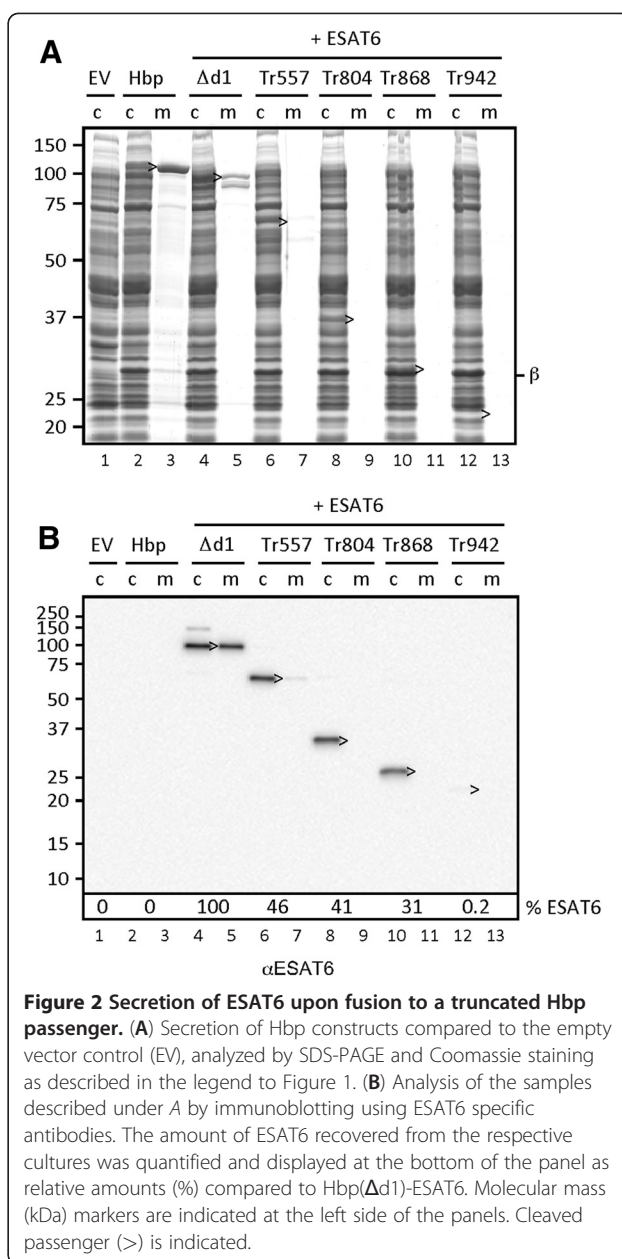 A
+ ESAT6
EV Hbp Δd1 Tr557 Tr804 Tr868 Tr942
c c m c m c m c m c m c m
150
100
75
50
37
25
20
> > > > > >
β
1 2 3 4 5 6 7 8 9 10 11 12 13
+ ESAT6
B
EV Hbp Δd1 Tr557 Tr804 Tr868 Tr942
c c m c m c m c m c m c m
250
150
100
75
50
37
25
20
15
10
> > > > >
0 0 100 46 41 31 0.2 % ESAT6
1 2 3 4 5 6 7 8 9 10 11 12 13
αESAT6
Figure 2 Secretion of ESAT6 upon fusion to a truncated Hbp
passenger. (A) Secretion of Hbp constructs compared to the empty
vector control (EV), analyzed by SDS-PAGE and Coomassie staining
as described in the legend to Figure 1. (B) Analysis of the samples
described under A by immunoblotting using ESAT6 specific
antibodies. The amount of ESAT6 recovered from the respective
cultures was quantified and displayed at the bottom of the panel as
relative amounts (%) compared to Hbp(Δd1)-ESAT6. Molecular mass
(kDa) markers are indicated at the left side of the panels. Cleaved
passenger (>) is indicated.